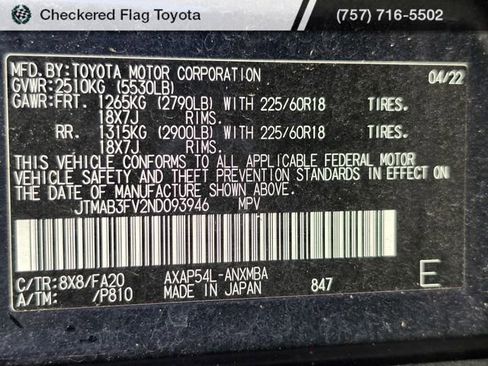 Checkered Flag Toyota
(757) 716-5502
MFD.BY:TOYOTA MOTOR CORPORATION 04/22
GVWR:2510KG (5530LB)
GAWR:FRT. 1265KG (2790LB) WITH 225/60R18 TIRES.
18X7J RIMS.
RR. 1315KG (2900LB) WITH 225/60R18 TIRES.
18X7J RIMS.
THIS VEHICLE CONFORMS TO ALL APPLICABLE FEDERAL MOTOR
VEHICLE SAFETY AND THEFT PREVENTION STANDARDS IN EFFECT ON
THE DATE OF MANUFACTURE SHOWN ABOVE.
JTMAB3FV2ND093946 MPV
C/TR:8X8/FA20 AXAP54L-ANXMBA
A/TM: /P810 MADE IN JAPAN 847 E